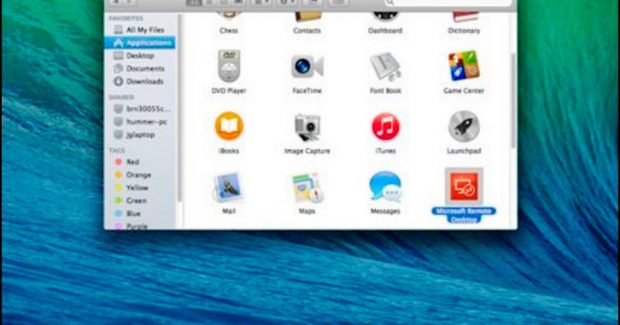 FAVORITES
All My Files
Applications
Desktop
Documents
Downloads
SHARED
brn30055c...
hummer-pc
jglaptop
TAGS
Red
Orange
Yellow
Green
Blue
Purple
Chess
Contacts
Dashboard
Dictionary
DVD Player
FaceTime
Font Book
Game Center
iBooks
Image Capture
iTunes
Launchpad
Mail
Maps
Messages
Microsoft Remote
Desktop